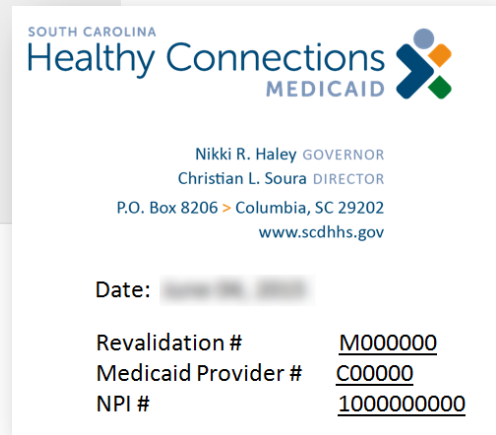 SOUTH CAROLINA
Healthy Connections
MEDICAID
Nikki R. Haley GOVERNOR
Christian L. Soura DIRECTOR
P.O. Box 8206 > Columbia, SC 29202
www.scdhhs.gov
Date:
Revalidation # M000000
Medicaid Provider # C00000
NPI # 1000000000